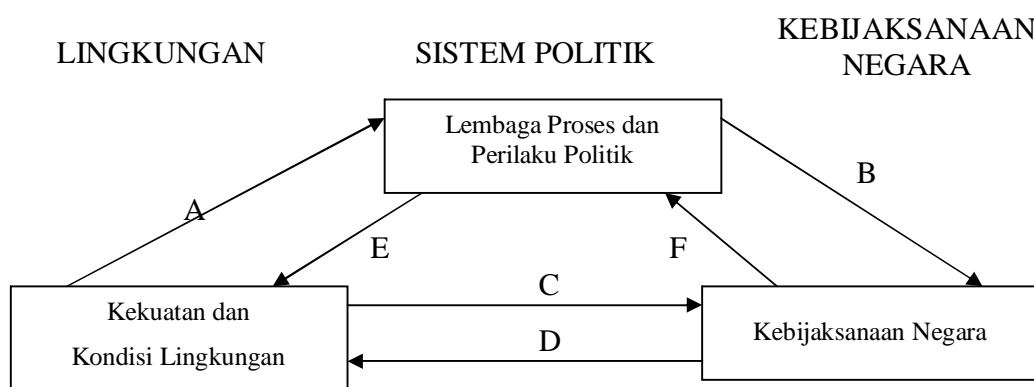 LINGKUNGAN
SISTEM POLITIK
KEBIJAKSANAAN
NEGARA
Lembaga Proses dan
Perilaku Politik
A
B
E
F
C
D
Kekuatan dan
Kondisi Lingkungan
Kebijaksanaan Negara